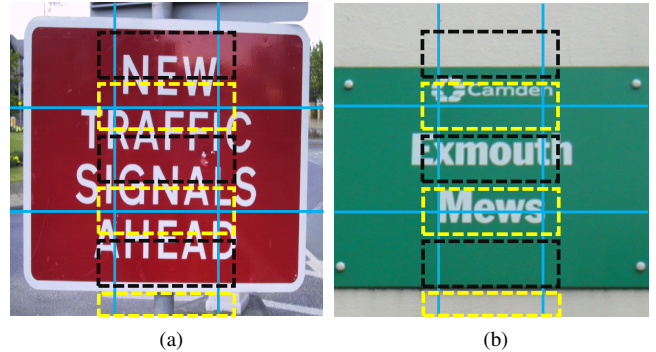 NEW
TRAFFIC
SIGNALS
AHEAD
Camden
Exmouth
Mews
(a)
(b)